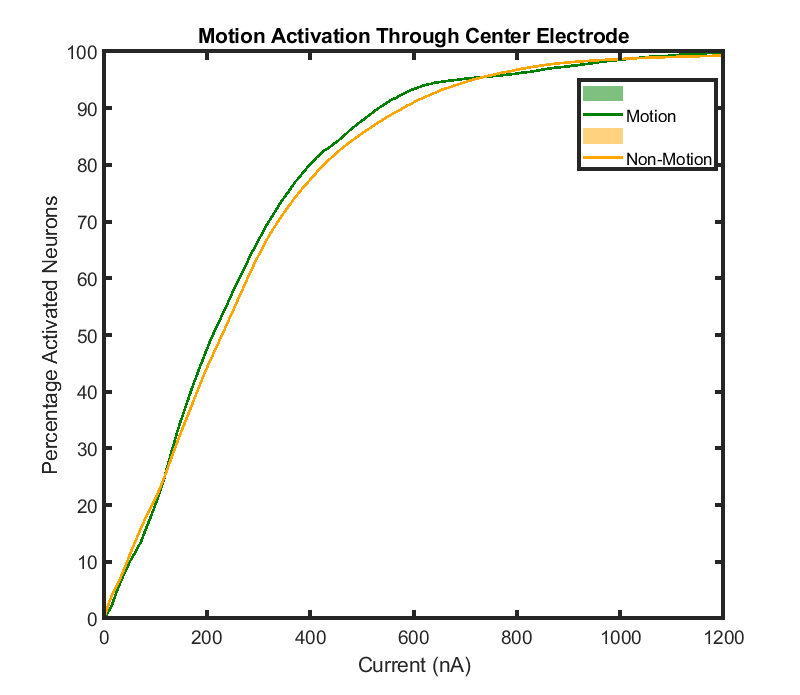 Motion Activation Through Center Electrode
100
90
80
70
60
50
40
30
20
10
0
Percentage Activated Neurons
Motion
Non-Motion
0 200 400 600 800 1000 1200
Current (nA)